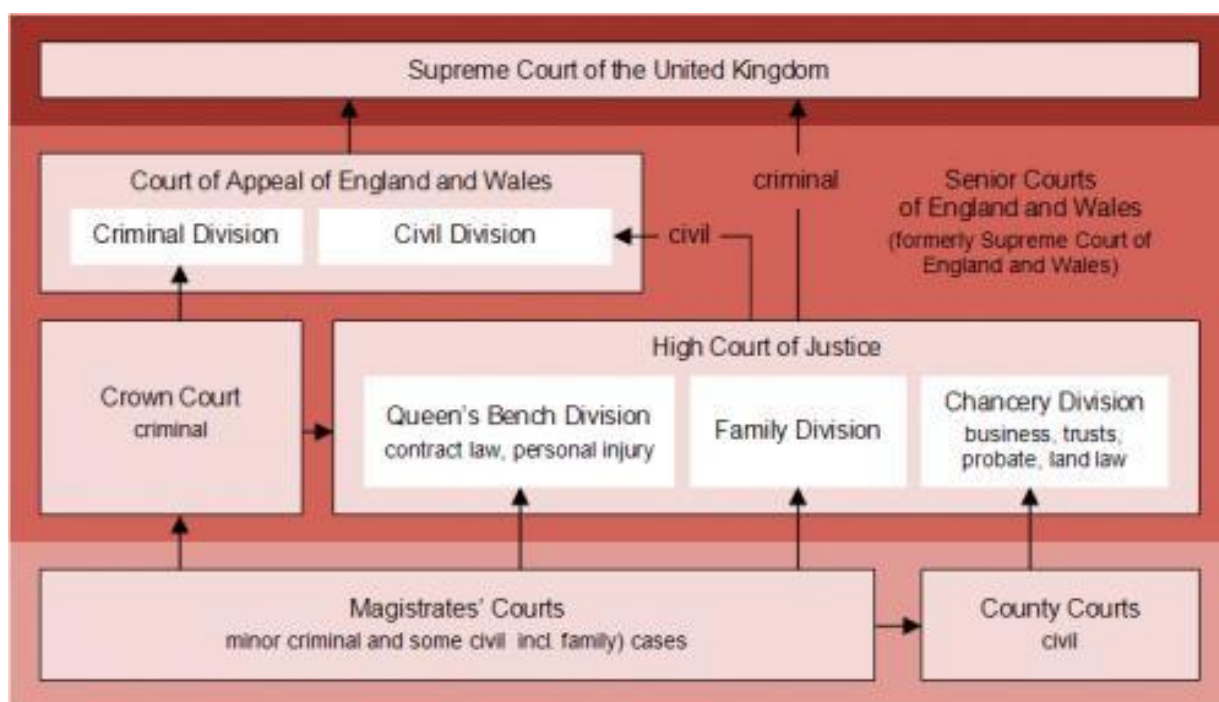 Supreme Court of the United Kingdom
Court of Appeal of England and Wales
Criminal Division
Civil Division
civil
criminal
Senior Courts
of England and Wales
(formerly Supreme Court of
England and Wales)
Crown Court
criminal
High Court of Justice
Queen's Bench Division
contract law, personal injury
Family Division
Chancery Division
business, trusts,
probate, land law
Magistrates' Courts
minor criminal and some civil incl. family) cases
County Courts
civil